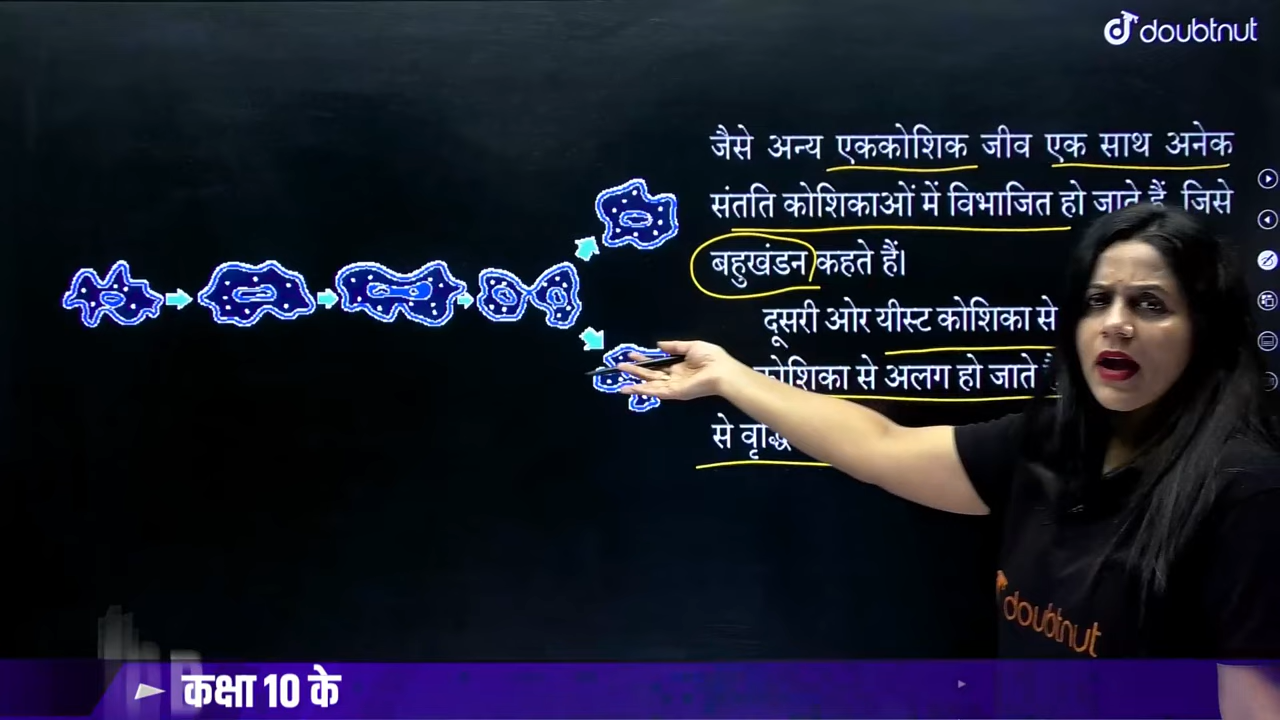 doubtnut
जैसे अन्य एककोशिक जीव एक साथ अनेक
संतति कोशिकाओं में विभाजित हो जाते हैं, जिसे
बहुखंडन कहते हैं।
दूसरी ओर यीस्ट कोशिका से
कोशिका से अलग हो जाते
से वृद्धि
doubtnut
कक्षा 10 के